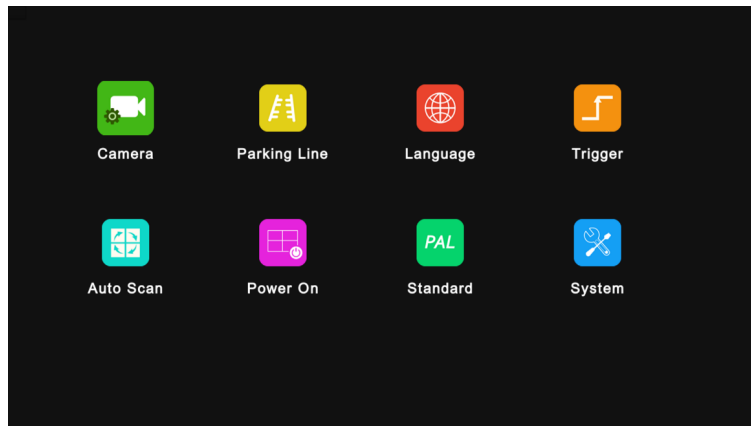 Camera Parking Line Language Trigger
PAL
Auto Scan Power On Standard System